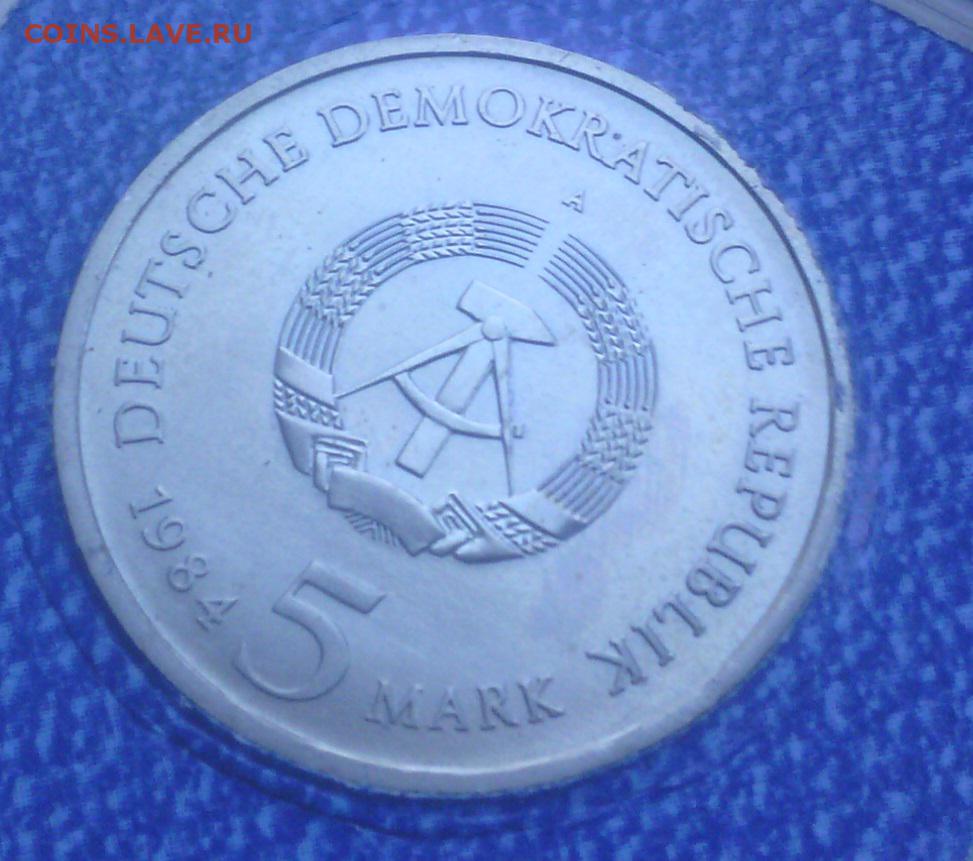 COINS.LAVE.RU
1984 DEUTSCHE DEMOKRATISCHE REPUBLIK
A
5
MARK